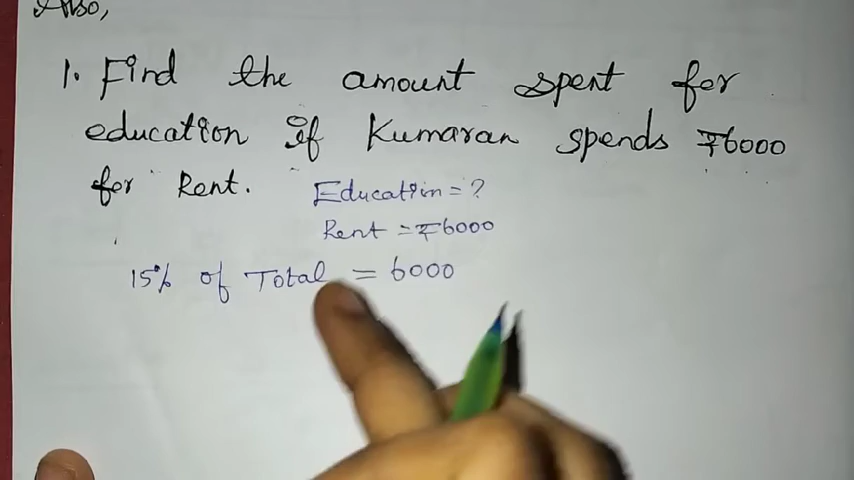 Also,
1. Find the amount spent for
education if Kumaran spends ₹6000
for Rent.
Education = ?
Rent = ₹6000
15% of Total = 6000